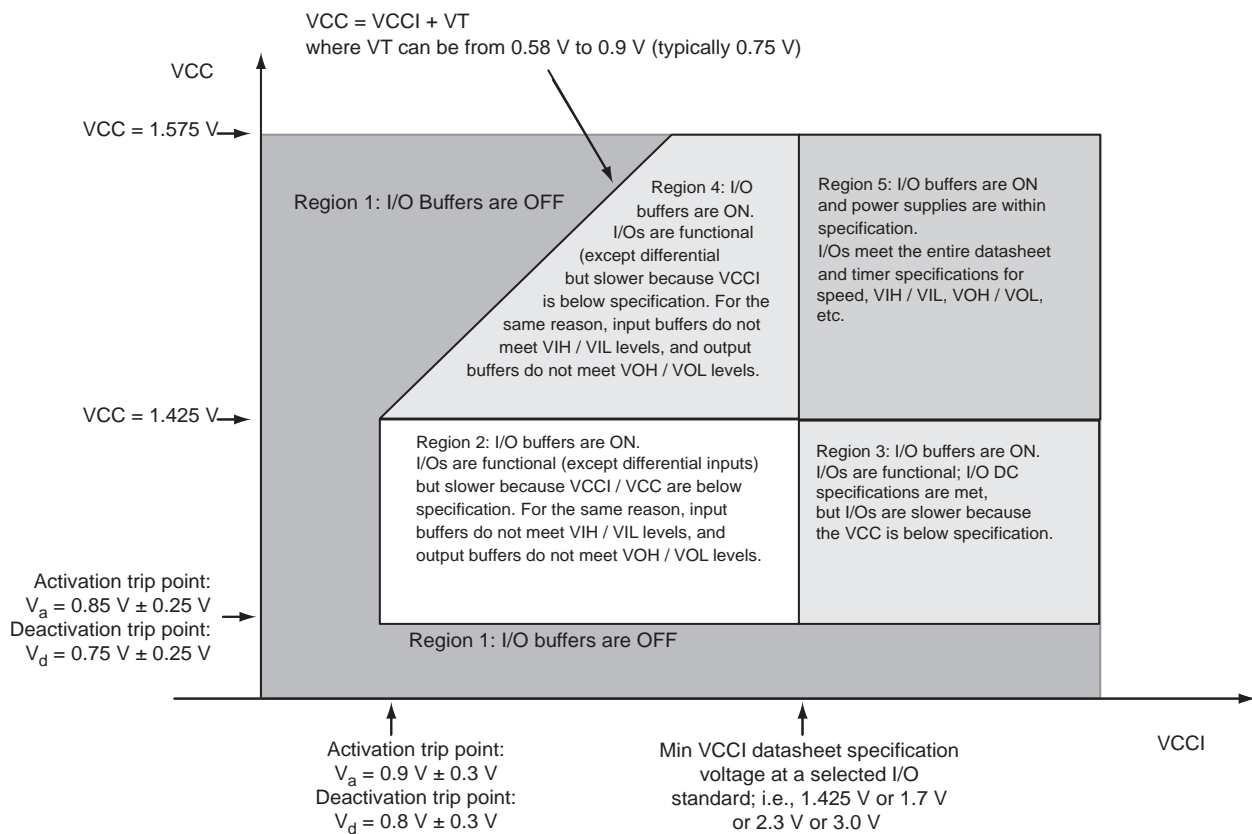 VCC = VCCI + VT
where VT can be from 0.58 V to 0.9 V (typically 0.75 V)
VCC
VCC = 1.575 V
Region 1: I/O Buffers are OFF
Region 4: I/O
buffers are ON.
I/Os are functional
(except differential
but slower because VCCI
is below specification. For the
same reason, input buffers do not
meet VIH / VIL levels, and output
buffers do not meet VOH / VOL levels.
Region 5: I/O buffers are ON
and power supplies are within
specification.
I/Os meet the entire datasheet
and timer specifications for
speed, VIH / VIL, VOH / VOL,
etc.
VCC = 1.425 V
Region 2: I/O buffers are ON.
I/Os are functional (except differential inputs)
but slower because VCCI / VCC are below
specification. For the same reason, input
buffers do not meet VIH / VIL levels, and
output buffers do not meet VOH / VOL levels.
Region 3: I/O buffers are ON.
I/Os are functional; I/O DC
specifications are met,
but I/Os are slower because
the VCC is below specification.
Activation trip point:
Va = 0.85 V ± 0.25 V
Deactivation trip point:
Vd = 0.75 V ± 0.25 V
Region 1: I/O buffers are OFF
Activation trip point:
Va = 0.9 V ± 0.3 V
Deactivation trip point:
Vd = 0.8 V ± 0.3 V
Min VCCI datasheet specification
voltage at a selected I/O
standard; i.e., 1.425 V or 1.7 V
or 2.3 V or 3.0 V
VCCI